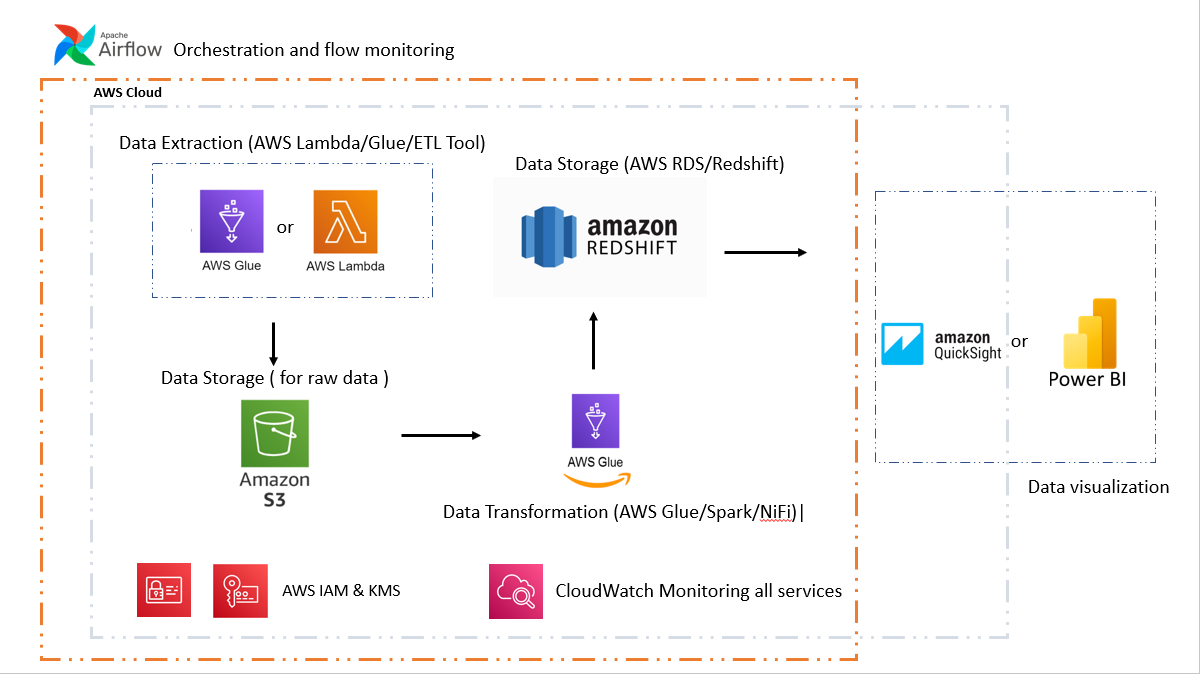 Apache
Airflow
Orchestration and flow monitoring
AWS Cloud
Data Extraction (AWS Lambda/Glue/ETL Tool)
AWS Glue
or
AWS Lambda
Data Storage (AWS RDS/Redshift)
amazon
REDSHIFT
Data Storage ( for raw data )
Amazon
S3
AWS Glue
Data Transformation (AWS Glue/Spark/NiFi)
amazon
QuickSight
or
Power BI
Data visualization
AWS IAM & KMS
CloudWatch Monitoring all services